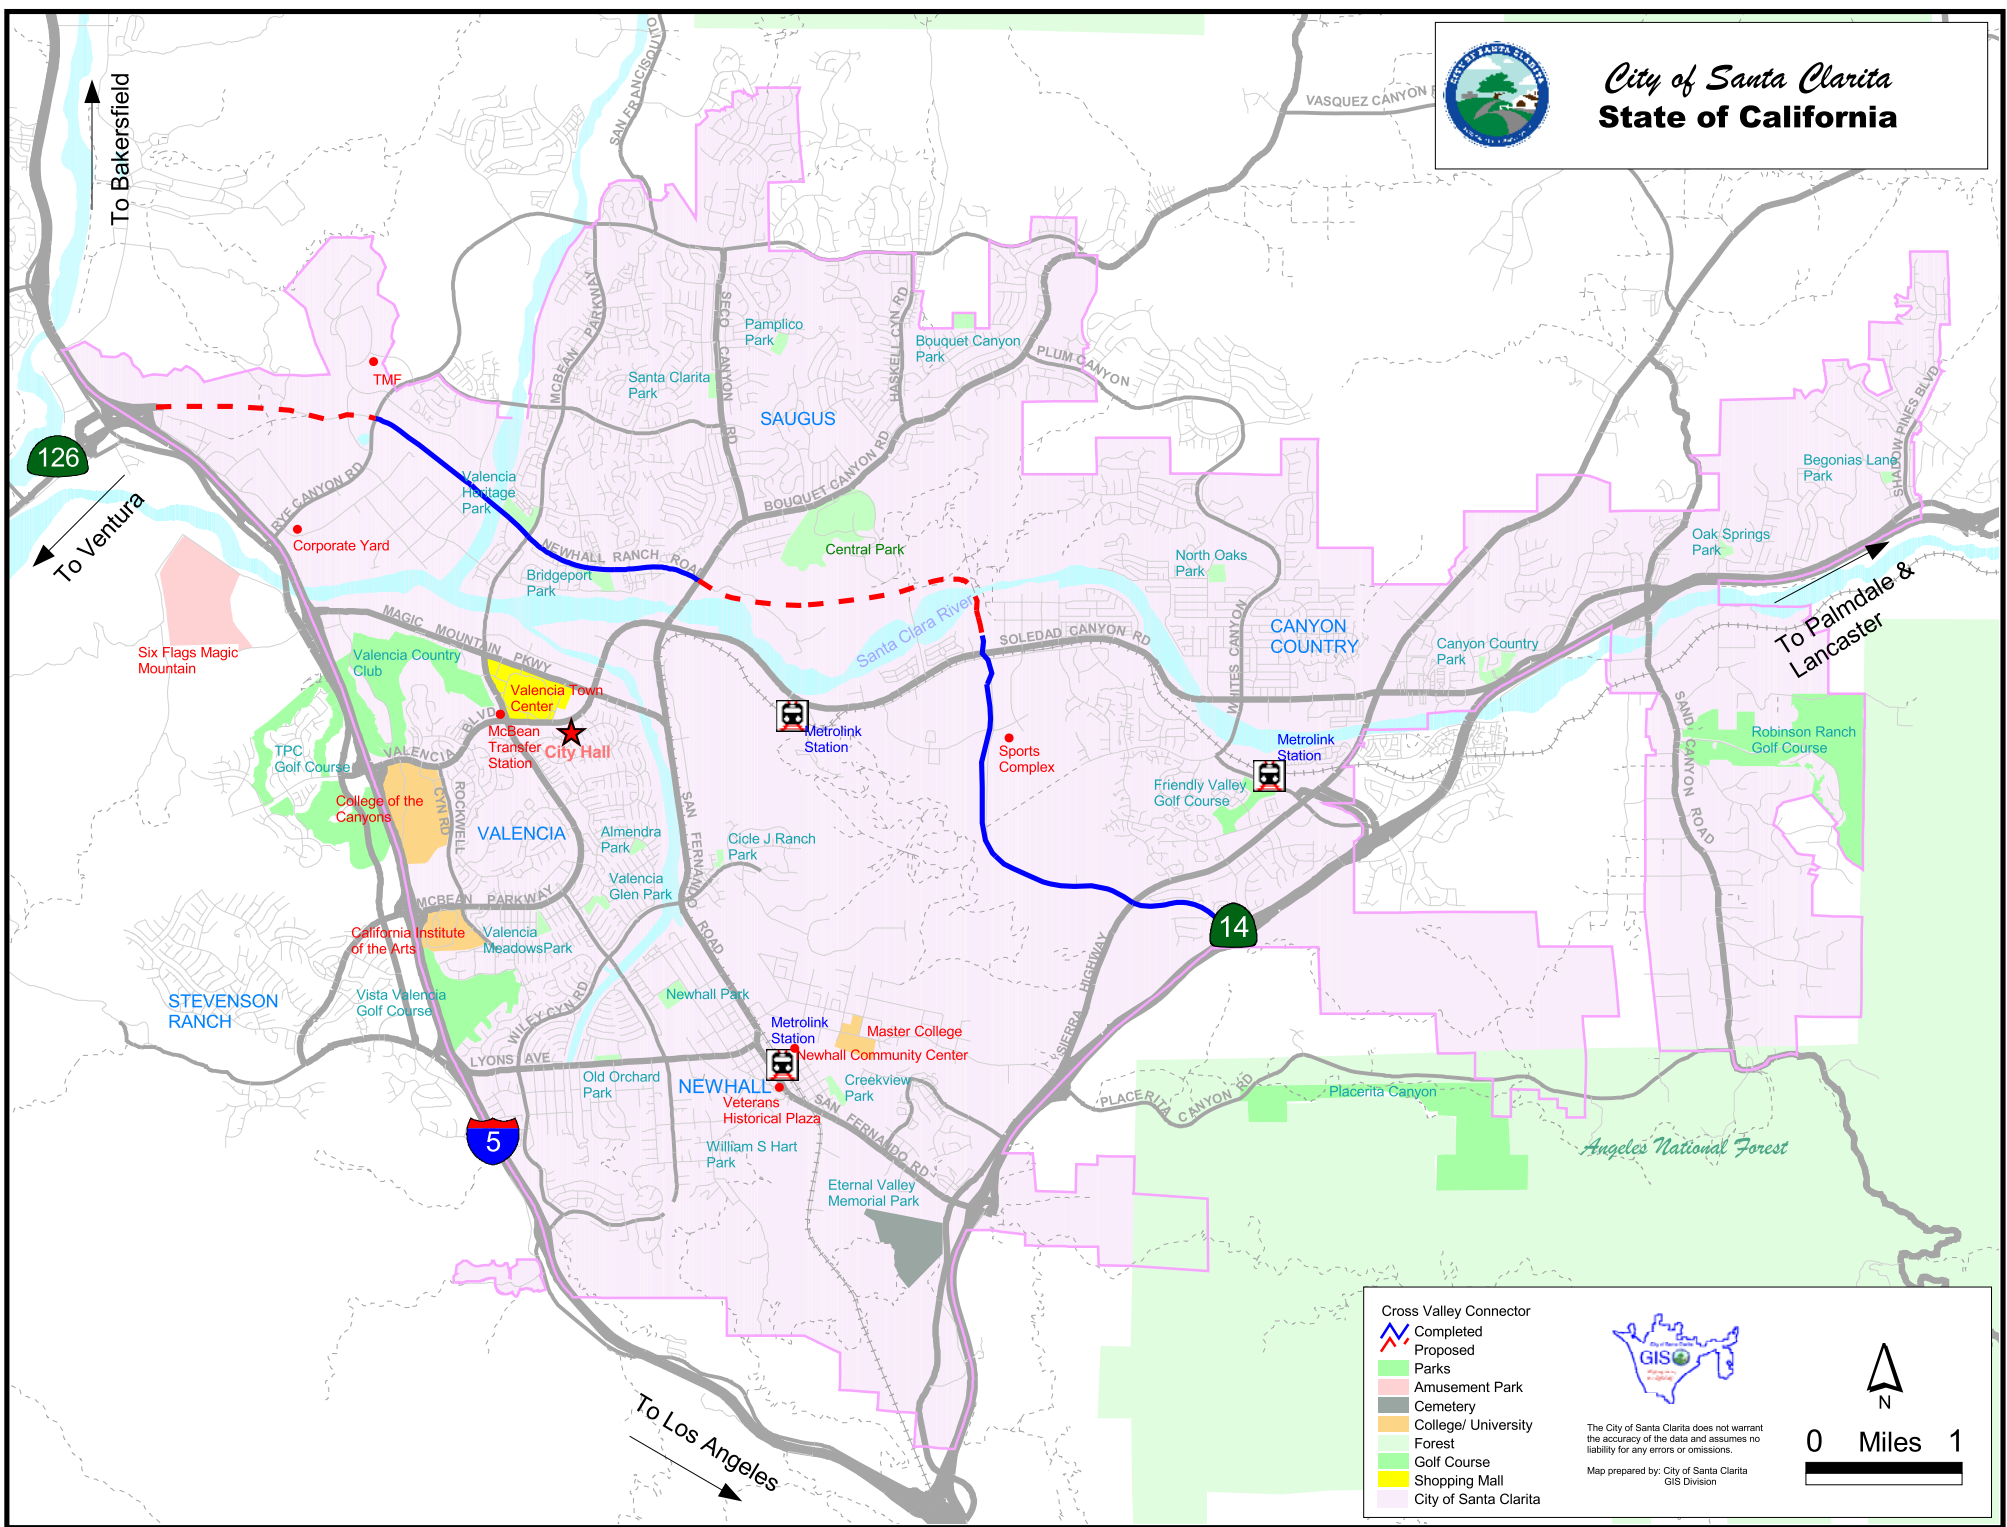 City of Santa Clarita
State of California
To Bakersfield
SAN FRANCISQUITO
VASQUEZ CANYON
126
To Ventura
TMF
RYE CANYON RD
Corporate Yard
Six Flags Magic
Mountain
MCBEAN PARKWAY
SECO CANYON RD
HASKELL CYN RD
Pamplico
Park
Santa Clarita
Park
SAUGUS
Bouquet Canyon
Park
PLUM CANYON
BOUQUET CANYON RD
Valencia
Heritage
Park
NEWHALL RANCH ROAD
Bridgeport
Park
Central Park
North Oaks
Park
Santa Clara River
SOLEDAD CANYON RD
WHITES CANYON
CANYON
COUNTRY
Canyon Country
Park
Begonias Lane
Park
SHADOW PINES BLVD
Oak Springs
Park
To Palmdale &
Lancaster
MAGIC MOUNTAIN PKWY
Valencia Country
Club
Valencia Town
Center
McBean
Transfer
Station
City Hall
TPC
Golf Course
VALENCIA BLVD
College of the
Canyons
ROCKWELL
CYN RD
VALENCIA
Almendra
Park
Valencia
Glen Park
Cicle J Ranch
Park
SAN FERNANDO ROAD
Metrolink
Station
Sports
Complex
Metrolink
Station
Friendly Valley
Golf Course
SAND CANYON ROAD
Robinson Ranch
Golf Course
14
SIERRA HIGHWAY
MCBEAN PARKWAY
California Institute
of the Arts
Valencia
MeadowsPark
STEVENSON
RANCH
Vista Valencia
Golf Course
WILEY CYN RD
Newhall Park
LYONS AVE
Old Orchard
Park
Metrolink
Station
Master College
Newhall Community Center
NEWHALL
Creekview
Park
Veterans
Historical Plaza
SAN FERNANDO RD
William S Hart
Park
Eternal Valley
Memorial Park
PLACERITA CANYON RD
Placerita Canyon
Angeles National Forest
5
To Los Angeles
Cross Valley Connector
Completed
Proposed
Parks
Amusement Park
Cemetery
College/ University
Forest
Golf Course
Shopping Mall
City of Santa Clarita
City of Santa Clarita
GIS
The City of Santa Clarita does not warrant
the accuracy of the data and assumes no
liability for any errors or omissions.
Map prepared by: City of Santa Clarita
GIS Division
N
0 Miles 1